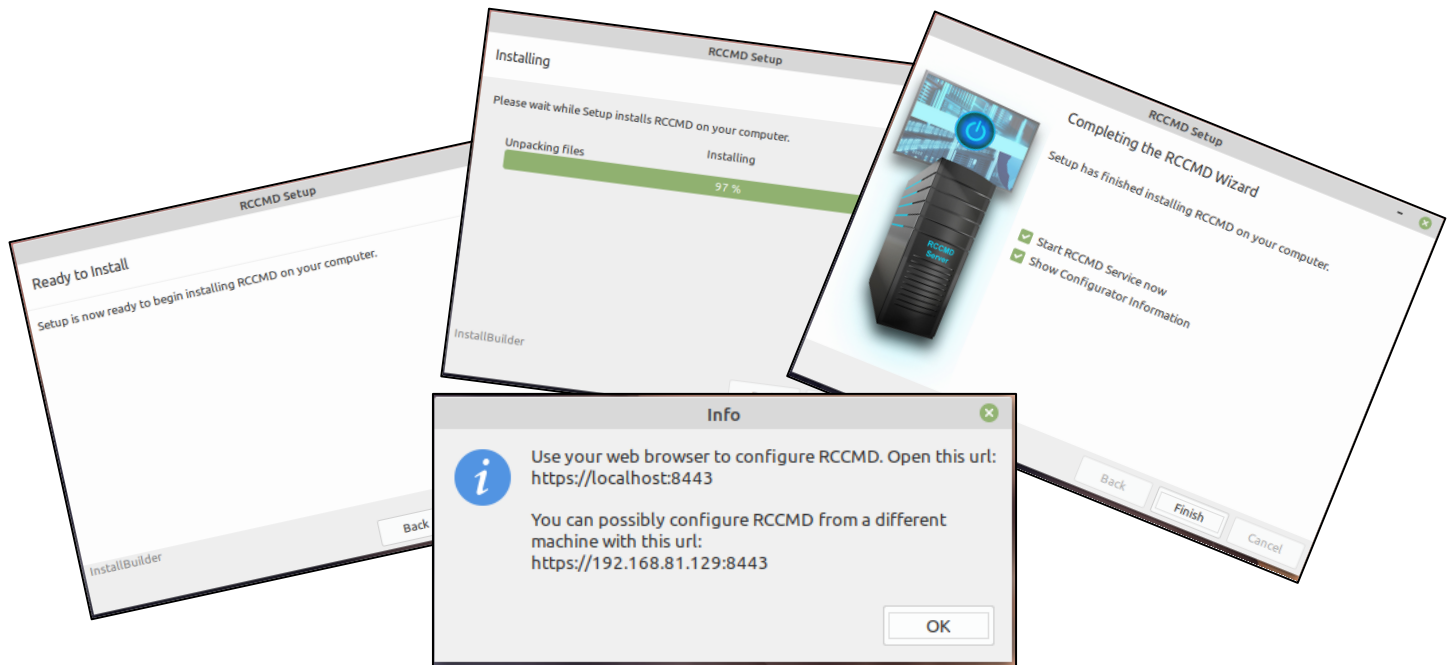 RCCMD Setup
Ready to Install
Setup is now ready to begin installing RCCMD on your computer.
InstallBuilder
Back
RCCMD Setup
Installing
Please wait while Setup installs RCCMD on your computer.
Unpacking files
Installing
97 %
InstallBuilder
RCCMD Setup
Completing the RCCMD Wizard
Setup has finished installing RCCMD on your computer.
Start RCCMD Service now
Show Configurator Information
RCCMD
Server
Back
Finish
Cancel
Info
Use your web browser to configure RCCMD. Open this url:
https://localhost:8443
You can possibly configure RCCMD from a different
machine with this url:
https://192.168.81.129:8443
OK